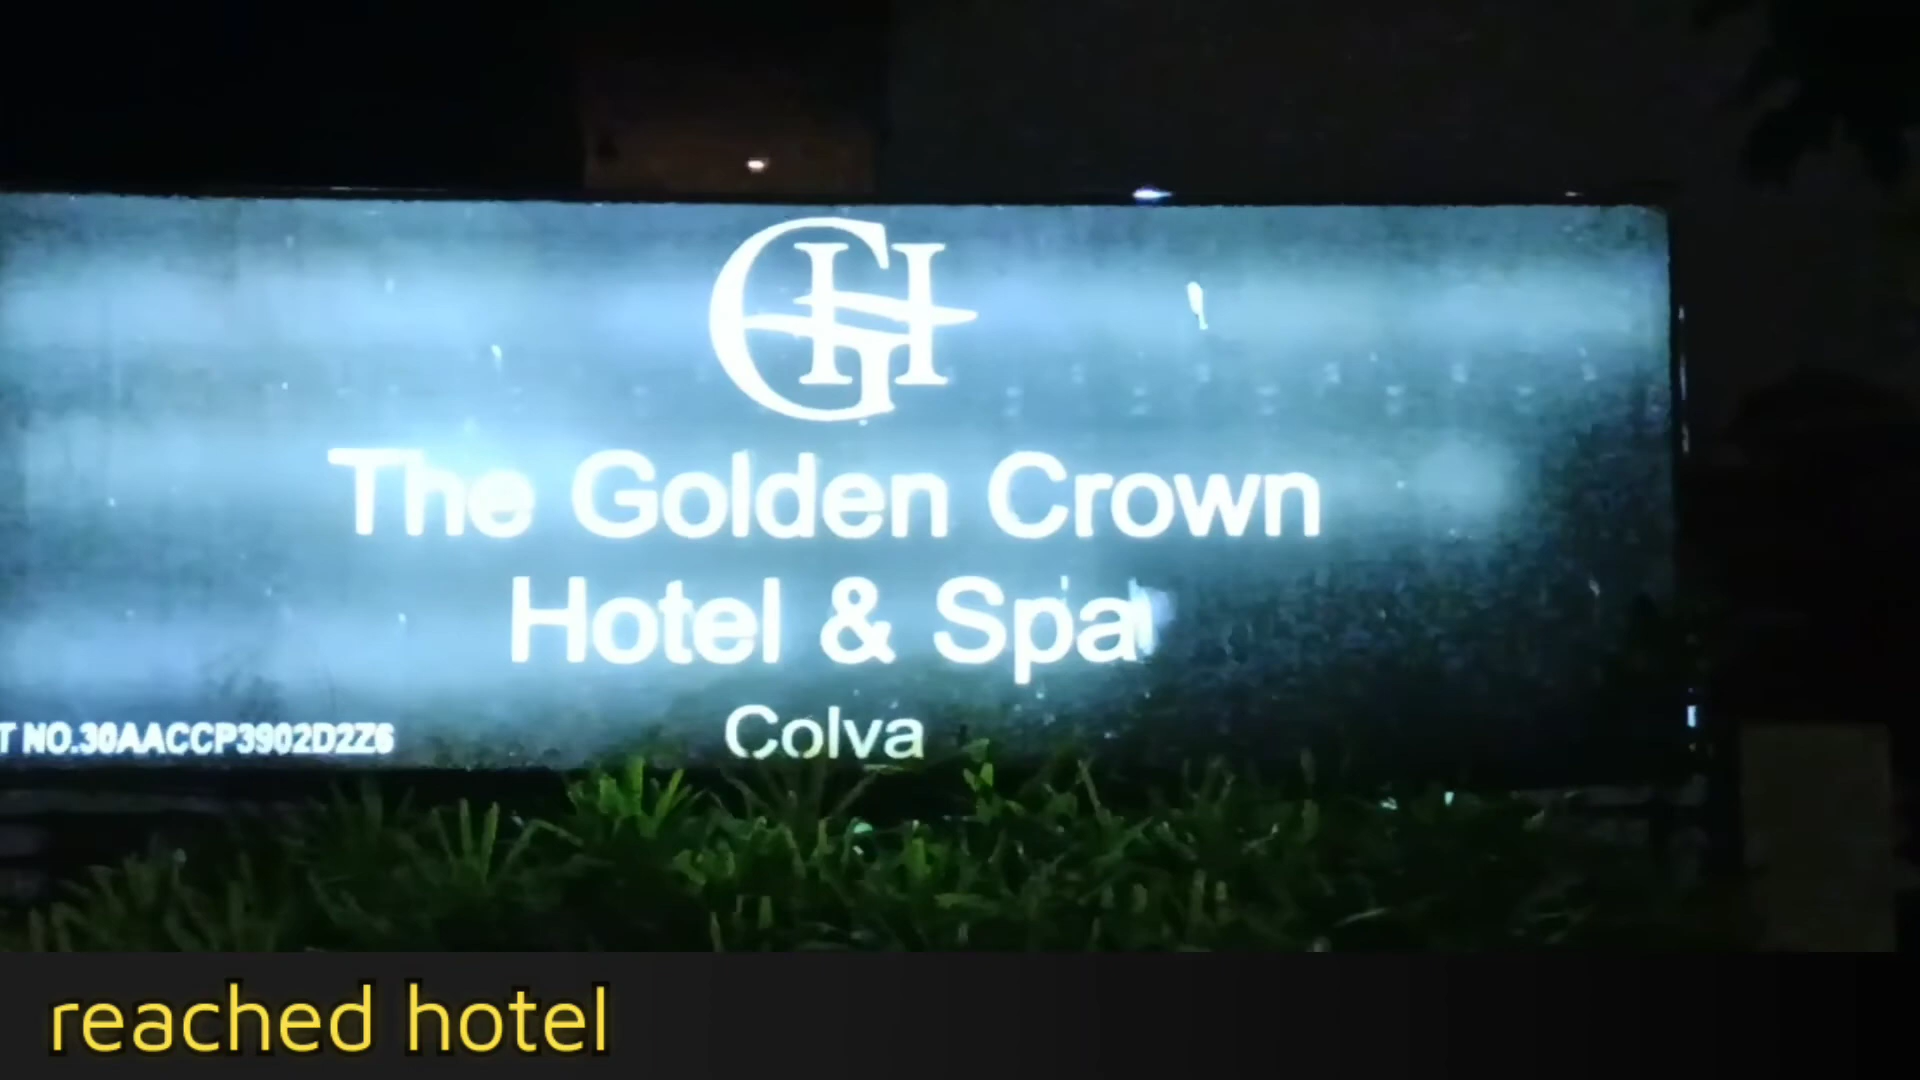 GH
The Golden Crown
Hotel & Spa
Colva
T NO.30AACCP3902D2Z6
reached hotel